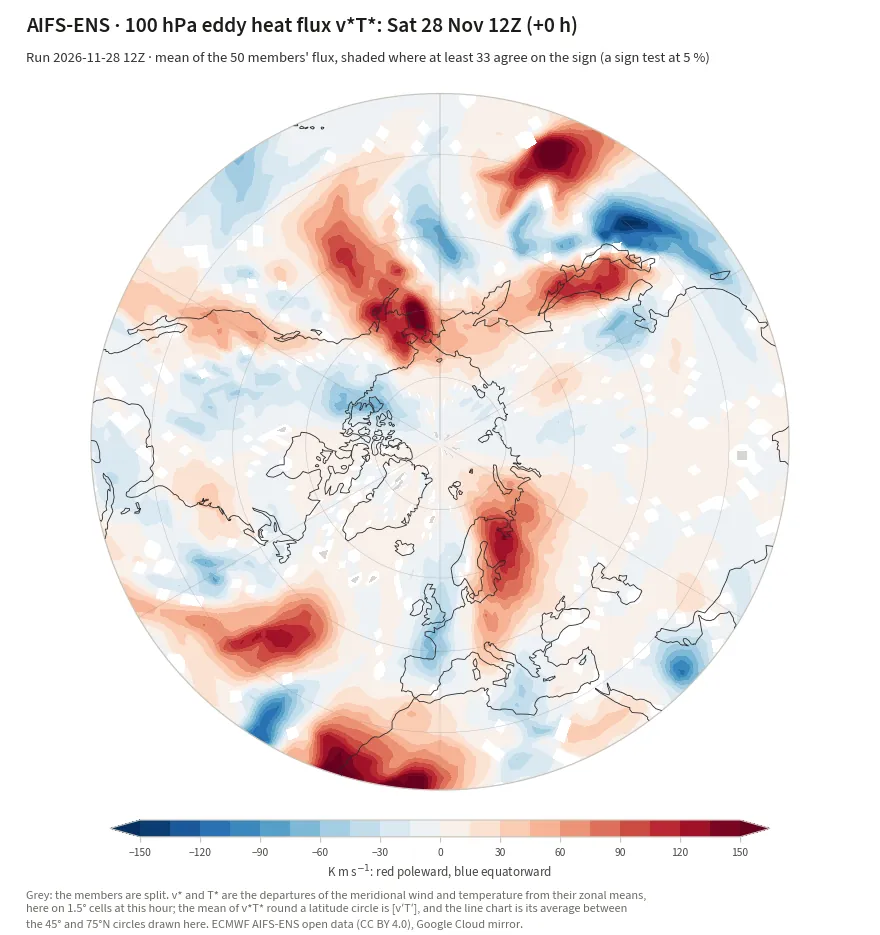 AIFS-ENS · 100 hPa eddy heat flux v*T*: Sat 28 Nov 12Z (+0 h)
Run 2026-11-28 12Z · mean of the 50 members' flux, shaded where at least 33 agree on the sign (a sign test at 5 %)
−150 −120 −90 −60 −30 0 30 60 90 120 150
K m s⁻¹: red poleward, blue equatorward
Grey: the members are split. v* and T* are the departures of the meridional wind and temperature from their zonal means,
here on 1.5° cells at this hour; the mean of v*T* round a latitude circle is [v′T′], and the line chart is its average between
the 45° and 75°N circles drawn here. ECMWF AIFS-ENS open data (CC BY 4.0), Google Cloud mirror.